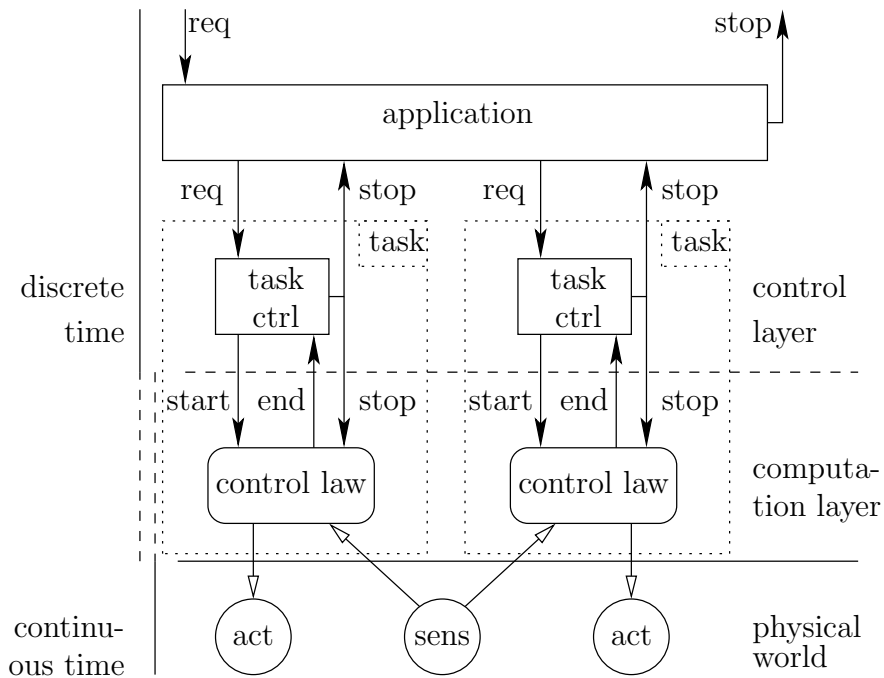 req
stop
application
req
stop
req
stop
task
task
discrete
time
task
ctrl
task
ctrl
control
layer
start
end
stop
start
end
stop
control law
control law
computa-
tion layer
continu-
ous time
act
sens
act
physical
world